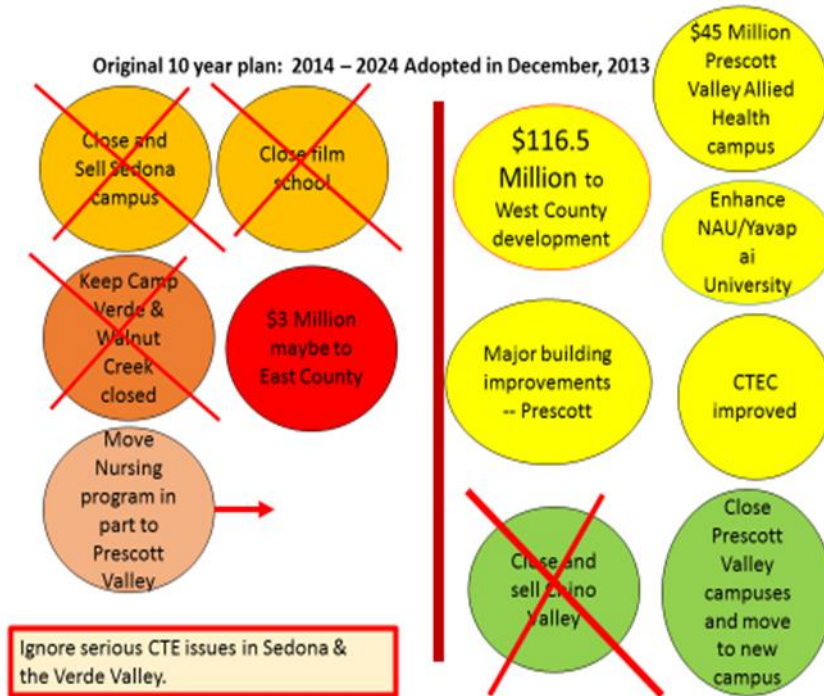 Original 10 year plan: 2014 – 2024 Adopted in December, 2013
Close and
Sell Sedona
campus
Close film
school
Keep Camp
Verde &
Walnut
Creek
closed
$3 Million
maybe to
East County
Move
Nursing
program in
part to
Prescott
Valley
Ignore serious CTE issues in Sedona &
the Verde Valley.
$116.5
Million to
West County
development
$45 Million
Prescott
Valley Allied
Health
campus
Enhance
NAU/Yavap
ai
University
Major building
improvements
-- Prescott
CTEC
improved
Close and
sell Chino
Valley
Close
Prescott
Valley
campuses
and move
to new
campus